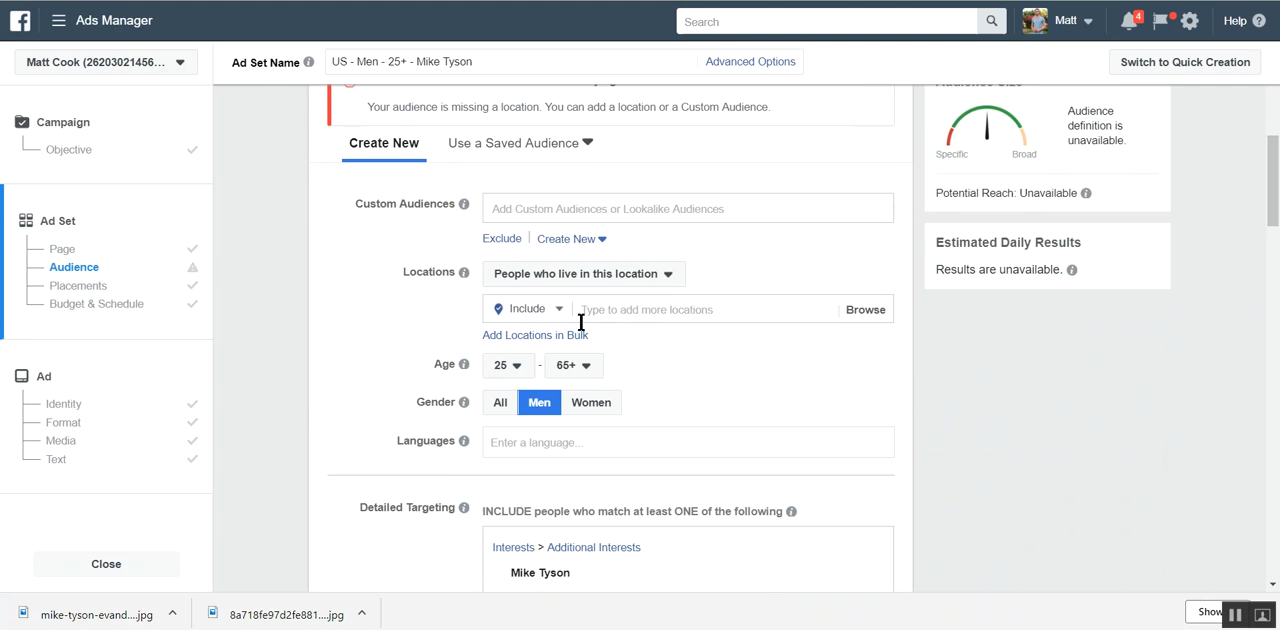 Ads Manager
Search
Matt
4
Help
Matt Cook (26203021456...
Ad Set Name
US - Men - 25+ - Mike Tyson
Advanced Options
Switch to Quick Creation
Campaign
Objective
Ad Set
Page
Audience
Placements
Budget & Schedule
Ad
Identity
Format
Media
Text
Close
Your audience is missing a location. You can add a location or a Custom Audience.
Create New
Use a Saved Audience
Custom Audiences
Add Custom Audiences or Lookalike Audiences
Exclude
Create New
Locations
People who live in this location
Include
Type to add more locations
Browse
Add Locations in Bulk
Age
25
-
65+
Gender
All
Men
Women
Languages
Enter a language...
Detailed Targeting
INCLUDE people who match at least ONE of the following
Interests > Additional Interests
Mike Tyson
Audience Size
Audience
definition is
unavailable.
Specific
Broad
Potential Reach: Unavailable
Estimated Daily Results
Results are unavailable.
mike-tyson-evand....jpg
8a718fe97d2fe881....jpg